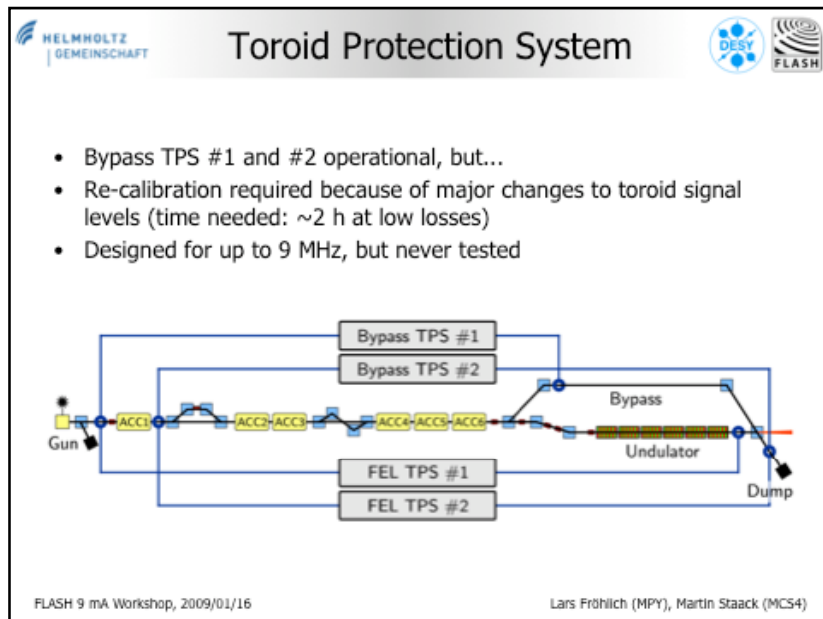 HELMHOLTZ
GEMEINSCHAFT
Toroid Protection System
DESY
FLASH
• Bypass TPS #1 and #2 operational, but...
• Re-calibration required because of major changes to toroid signal
levels (time needed: ~2 h at low losses)
• Designed for up to 9 MHz, but never tested
Bypass TPS #1
Bypass TPS #2
Bypass
Gun
ACC1
ACC2
ACC3
ACC4
ACC5
ACC6
Undulator
FEL TPS #1
FEL TPS #2
Dump
FLASH 9 mA Workshop, 2009/01/16
Lars Fröhlich (MPY), Martin Staack (MCS4)